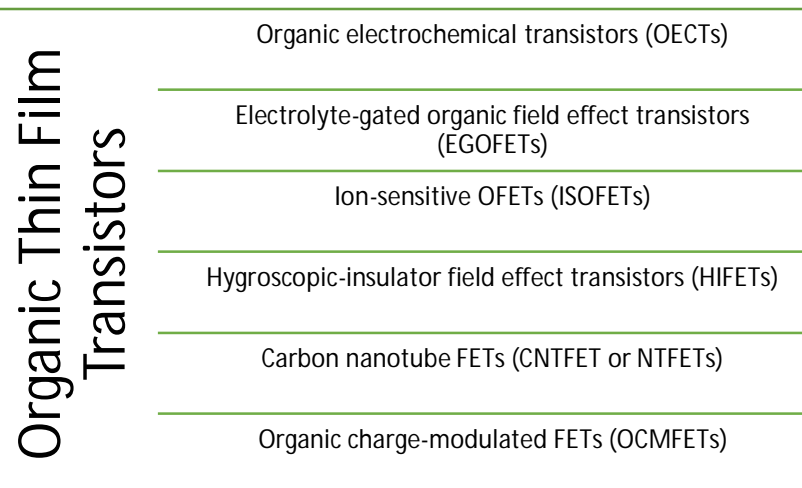 Organic Thin Film
Transistors
Organic electrochemical transistors (OECTs)
Electrolyte-gated organic field effect transistors
(EGOFETs)
Ion-sensitive OFETs (ISOFETs)
Hygroscopic-insulator field effect transistors (HIFETs)
Carbon nanotube FETs (CNTFET or NTFETs)
Organic charge-modulated FETs (OCMFETs)